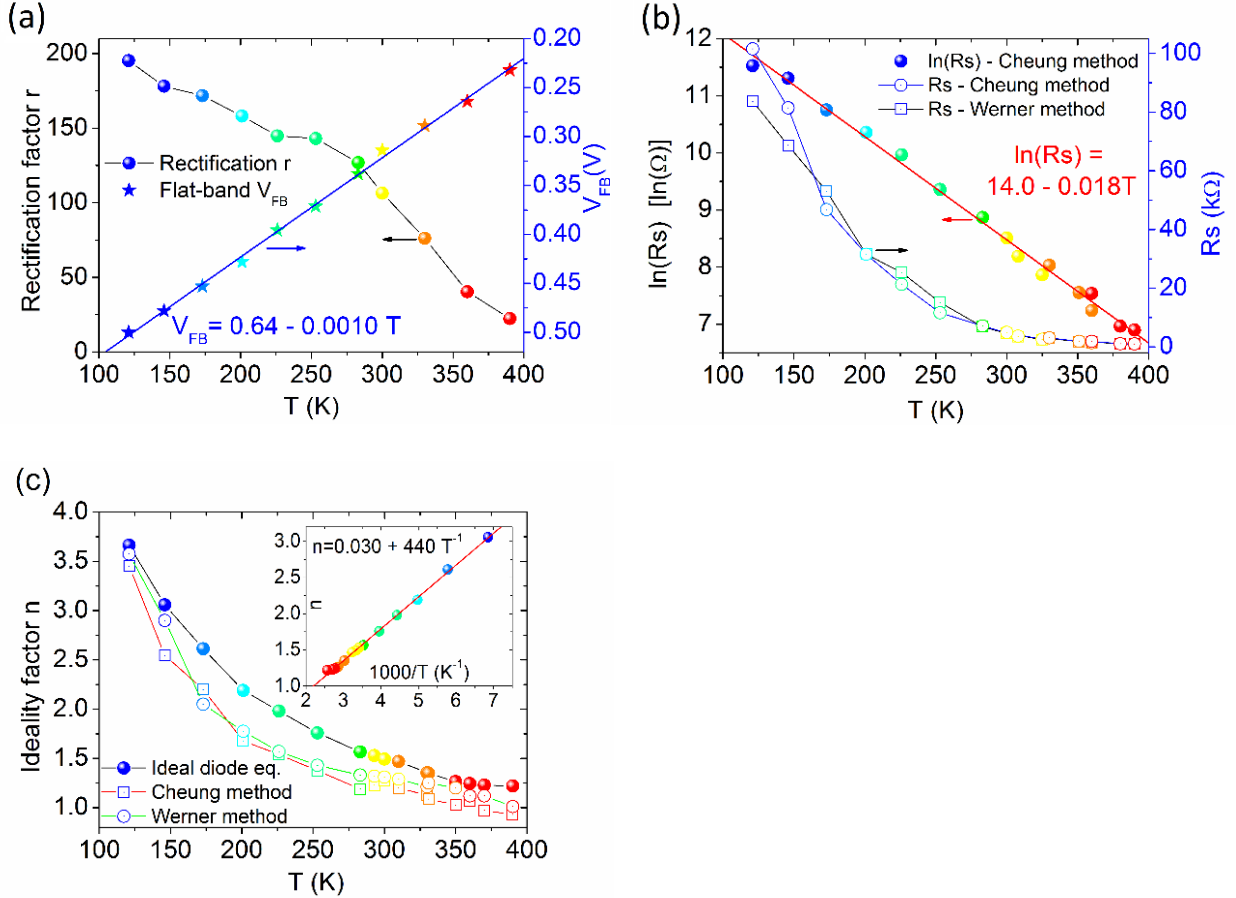 (a)
200
150
100
50
0
Rectification factor r
100 150 200 250 300 350 400
T (K)
0.20
0.25
0.30
0.35
0.40
0.45
0.50
V_FB (V)
Rectification r
Flat-band V_FB
V_FB = 0.64 - 0.0010 T
(b)
12
11
10
9
8
7
ln(Rs) [ln(Ω)]
100 150 200 250 300 350 400
T (K)
100
80
60
40
20
0
Rs (kΩ)
ln(Rs) - Cheung method
Rs - Cheung method
Rs - Werner method
ln(Rs) =
14.0 - 0.018T
(c)
4.0
3.5
3.0
2.5
2.0
1.5
1.0
Ideality factor n
100 150 200 250 300 350 400
T (K)
Ideal diode eq.
Cheung method
Werner method
n=0.030 + 440 T⁻¹
3.0
2.5
2.0
1.5
1.0
n
1000/T (K⁻¹)
2 3 4 5 6 7